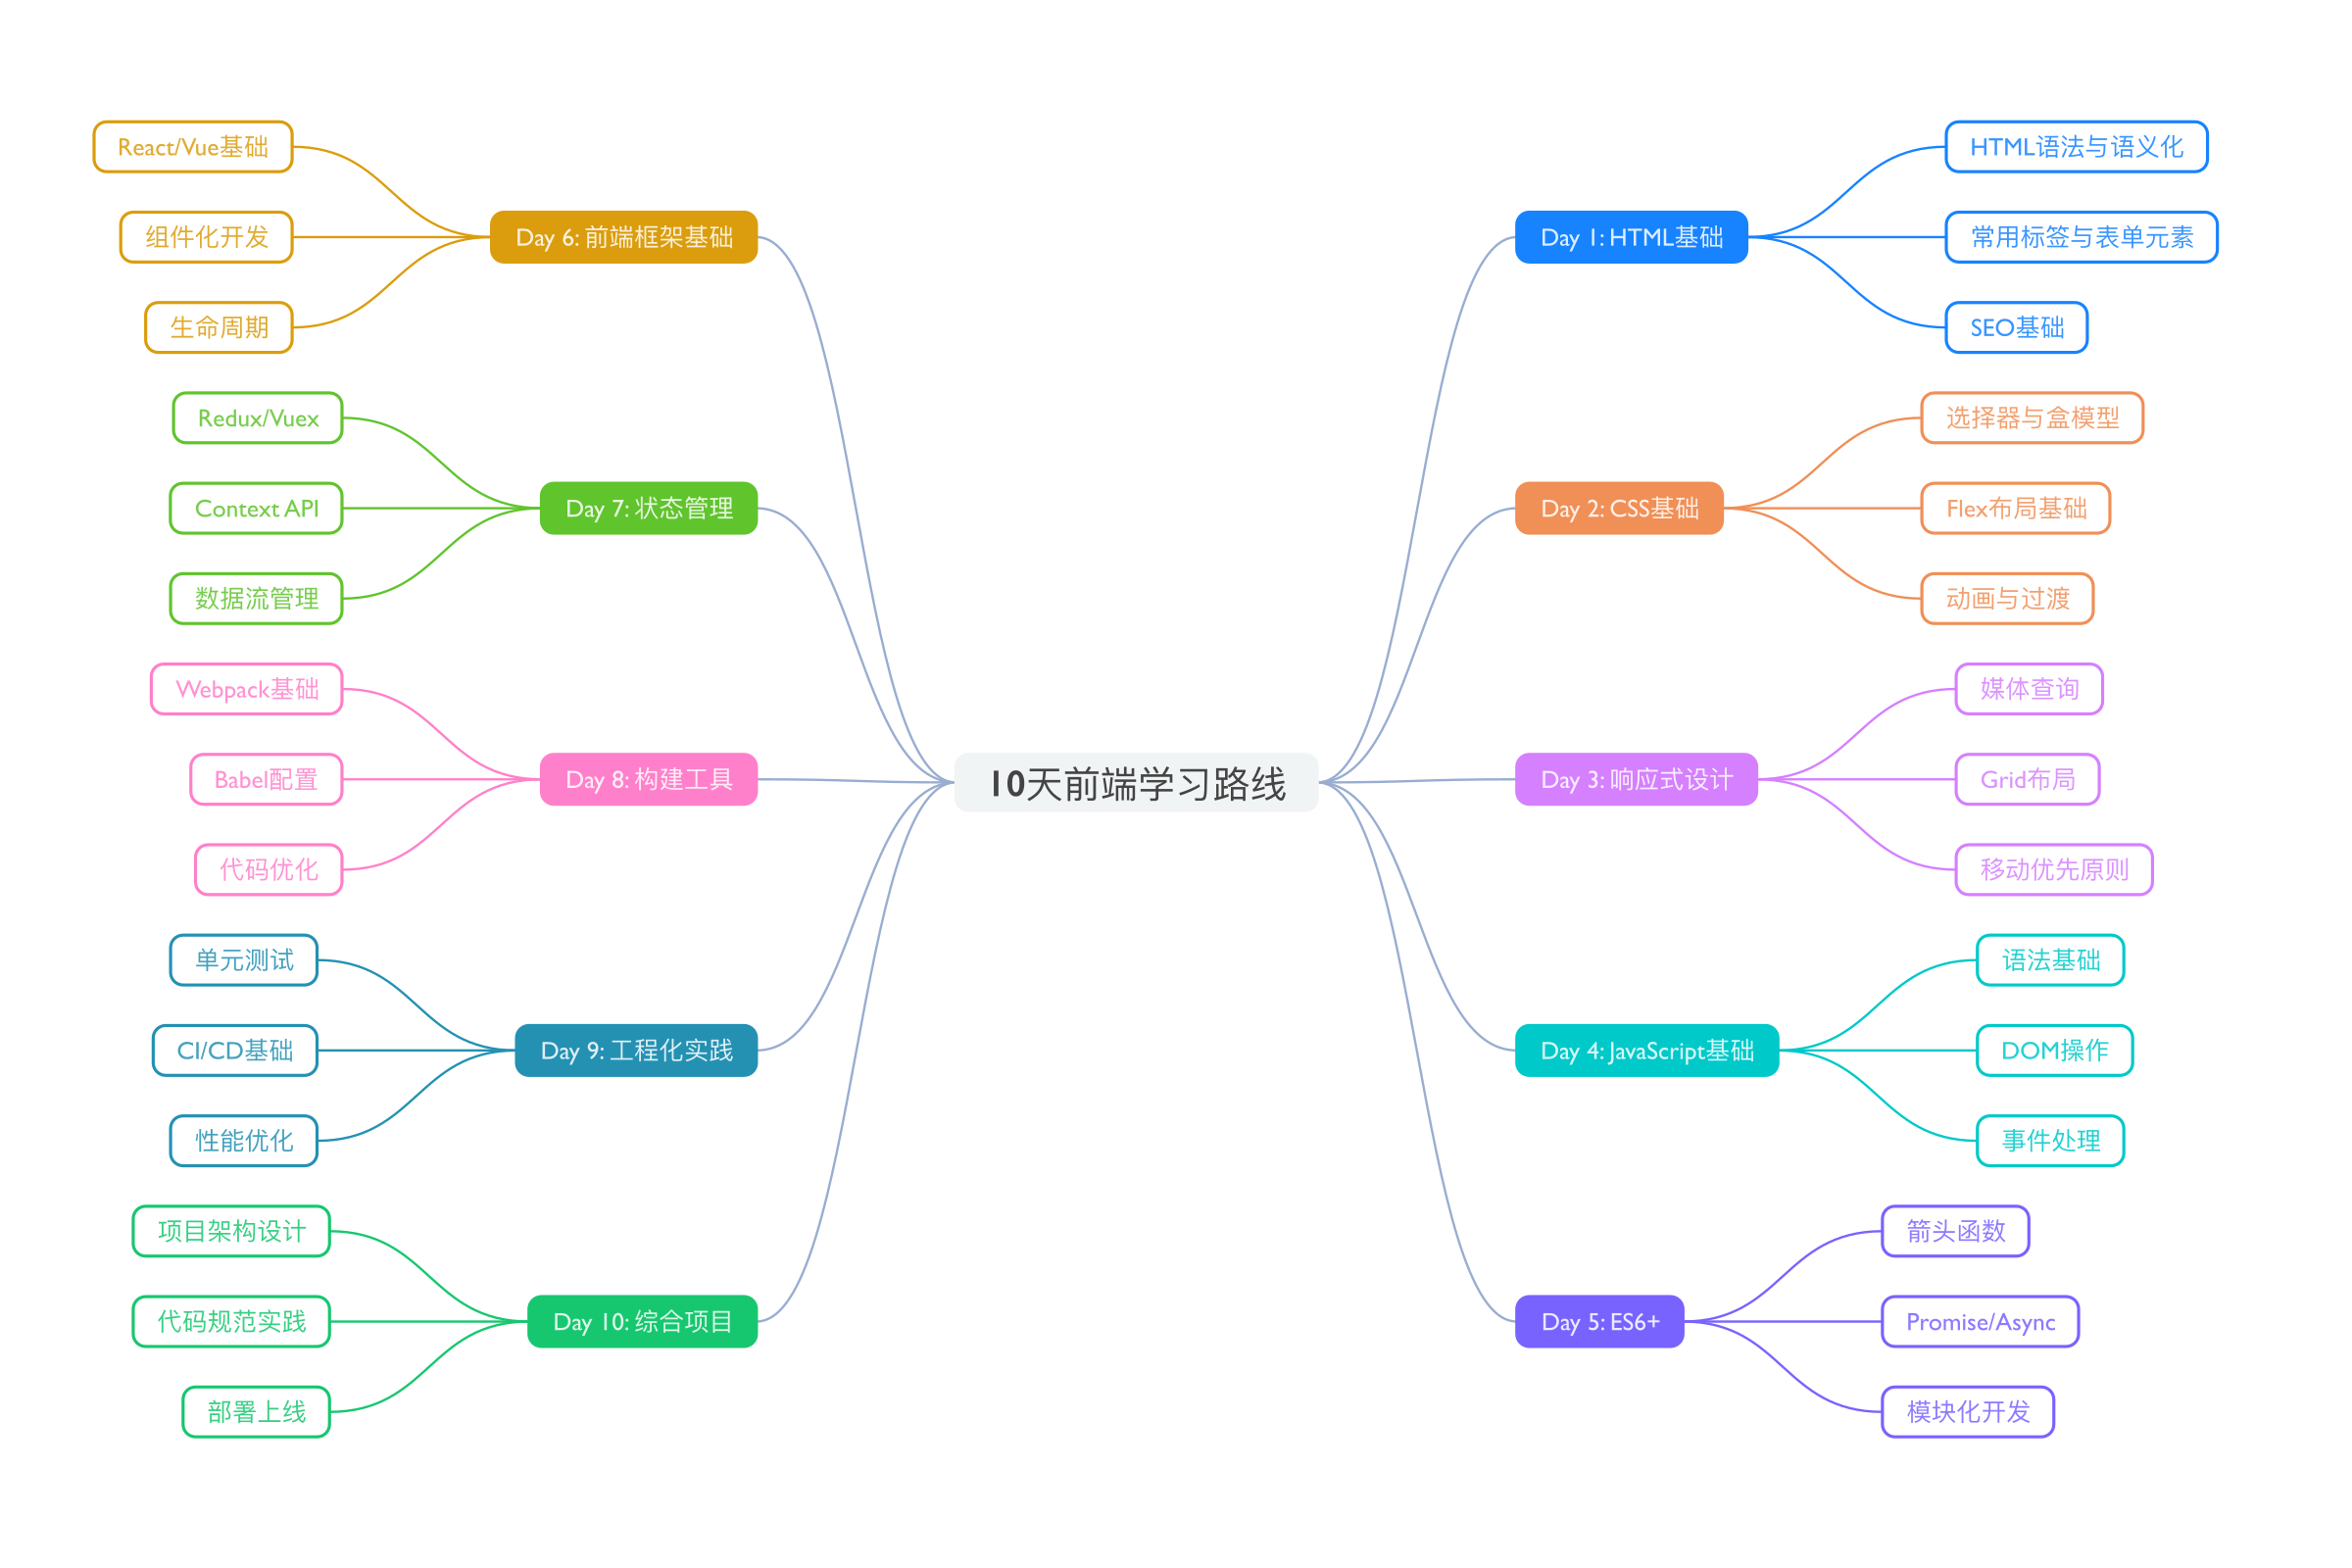 10天前端学习路线
Day 1: HTML基础
HTML语法与语义化
常用标签与表单元素
SEO基础
Day 2: CSS基础
选择器与盒模型
Flex布局基础
动画与过渡
Day 3: 响应式设计
媒体查询
Grid布局
移动优先原则
Day 4: JavaScript基础
语法基础
DOM操作
事件处理
Day 5: ES6+
箭头函数
Promise/Async
模块化开发
Day 6: 前端框架基础
React/Vue基础
组件化开发
生命周期
Day 7: 状态管理
Redux/Vuex
Context API
数据流管理
Day 8: 构建工具
Webpack基础
Babel配置
代码优化
Day 9: 工程化实践
单元测试
CI/CD基础
性能优化
Day 10: 综合项目
项目架构设计
代码规范实践
部署上线